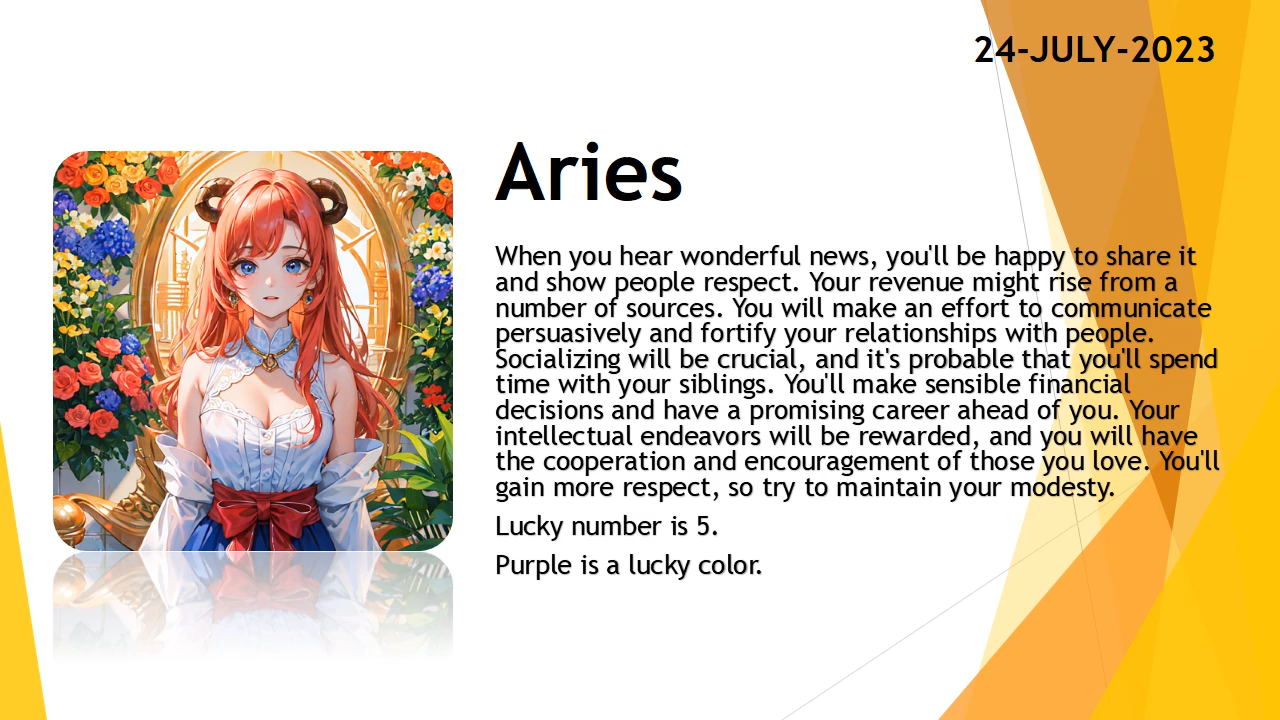 24-JULY-2023
Aries
When you hear wonderful news, you'll be happy to share it
and show people respect. Your revenue might rise from a
number of sources. You will make an effort to communicate
persuasively and fortify your relationships with people.
Socializing will be crucial, and it's probable that you'll spend
time with your siblings. You'll make sensible financial
decisions and have a promising career ahead of you. Your
intellectual endeavors will be rewarded, and you will have
the cooperation and encouragement of those you love. You'll
gain more respect, so try to maintain your modesty.
Lucky number is 5.
Purple is a lucky color.